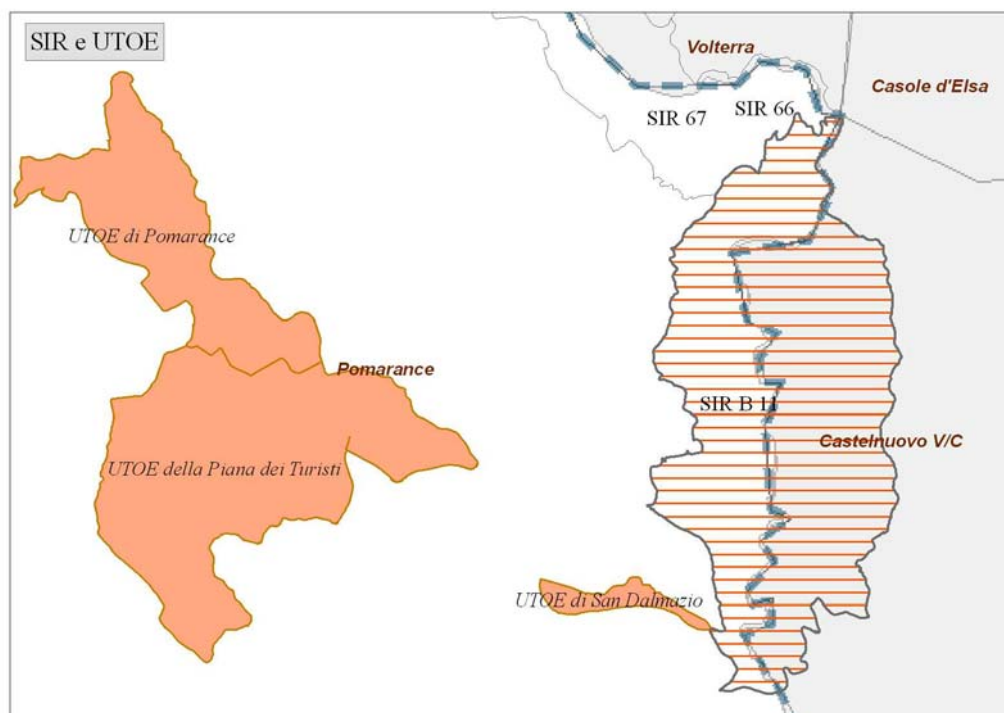 SIR e UTOE
Volterra
Casole d'Elsa
SIR 67
SIR 66
UTOE di Pomarance
Pomarance
SIR B 11
Castelnuovo V/C
UTOE della Piana dei Turisti
UTOE di San Dalmazio